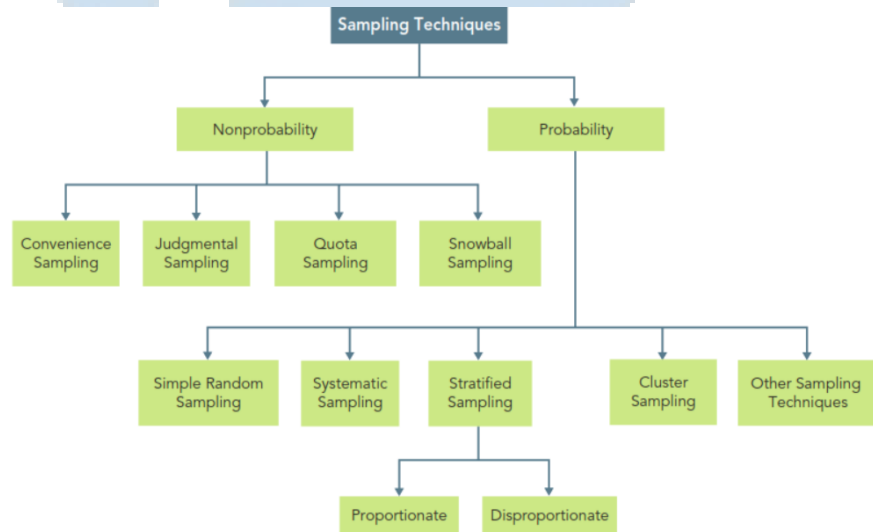 Sampling Techniques
Nonprobability
Probability
Convenience
Sampling
Judgmental
Sampling
Quota
Sampling
Snowball
Sampling
Simple Random
Sampling
Systematic
Sampling
Stratified
Sampling
Cluster
Sampling
Other Sampling
Techniques
Proportionate
Disproportionate